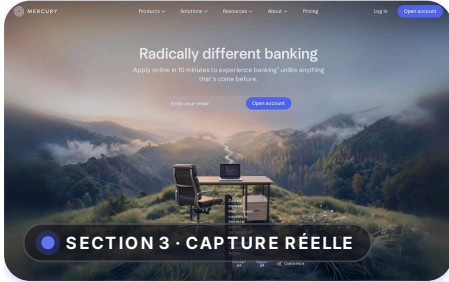 MERCURY
Products
Solutions
Resources
About
Pricing
Log in
Open account
Radically different banking
Apply online in 10 minutes to experience banking* unlike anything
that's come before.
Enter your email
Open account
SECTION 3 · CAPTURE RÉELLE